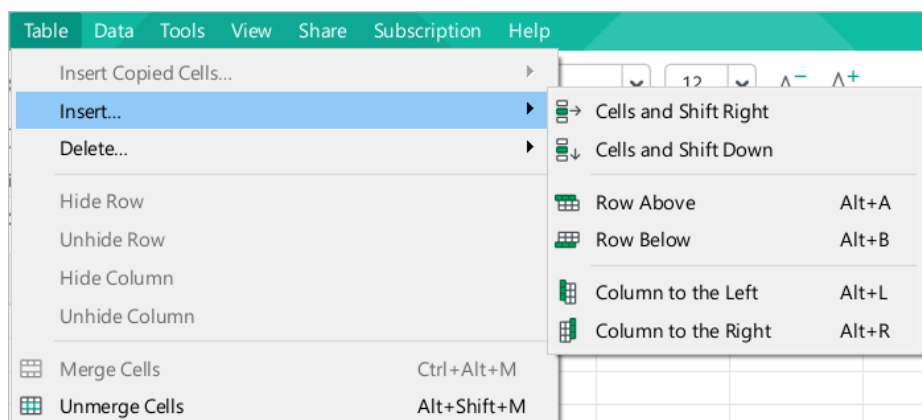 Table Data Tools View Share Subscription Help
Insert Copied Cells...
12 A− A+
Insert...
Cells and Shift Right
Delete...
Cells and Shift Down
Hide Row
Row Above Alt+A
Unhide Row
Row Below Alt+B
Hide Column
Column to the Left Alt+L
Unhide Column
Column to the Right Alt+R
Merge Cells Ctrl+Alt+M
Unmerge Cells Alt+Shift+M